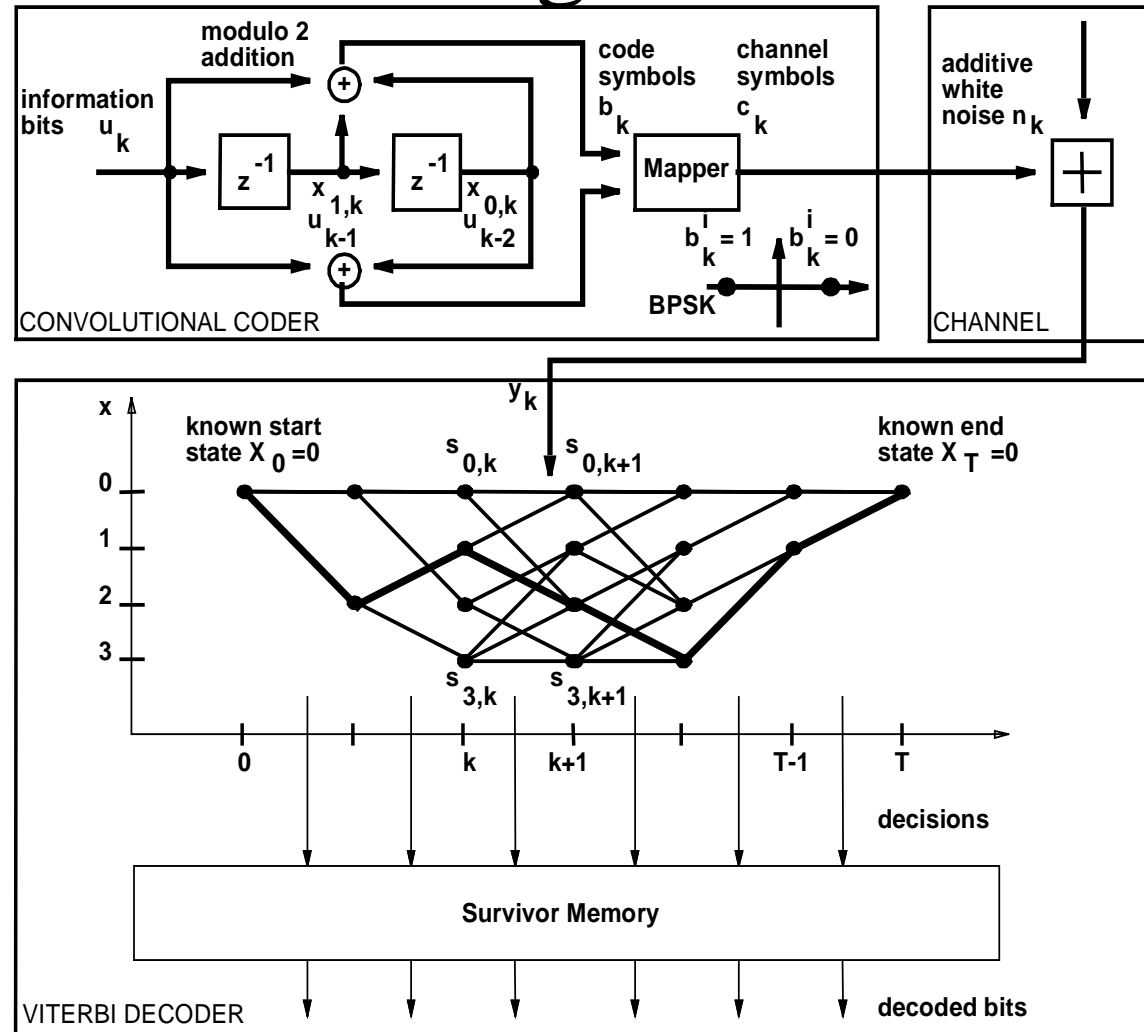 modulo 2
addition
information
bits u k
+
z -1
z -1
x 1,k
u k-1
x 0,k
u k-2
+
code
symbols
b k
channel
symbols
c k
Mapper
b i k = 1
b i k = 0
BPSK
CONVOLUTIONAL CODER
additive
white
noise n k
+
CHANNEL
y k
x
known start
state X 0 =0
s 0,k
s 0,k+1
known end
state X T =0
0
1
2
3
s 3,k
s 3,k+1
0
k
k+1
T-1
T
decisions
Survivor Memory
VITERBI DECODER
decoded bits